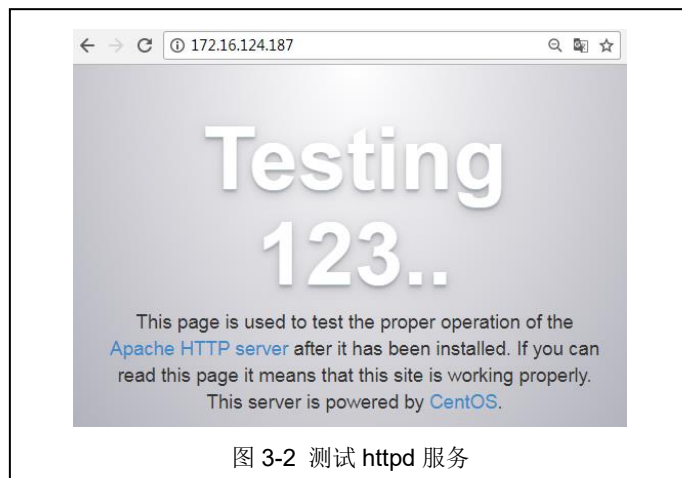 172.16.124.187
Testing
123..
This page is used to test the proper operation of the
Apache HTTP server after it has been installed. If you can
read this page it means that this site is working properly.
This server is powered by CentOS.
图 3-2 测试 httpd 服务